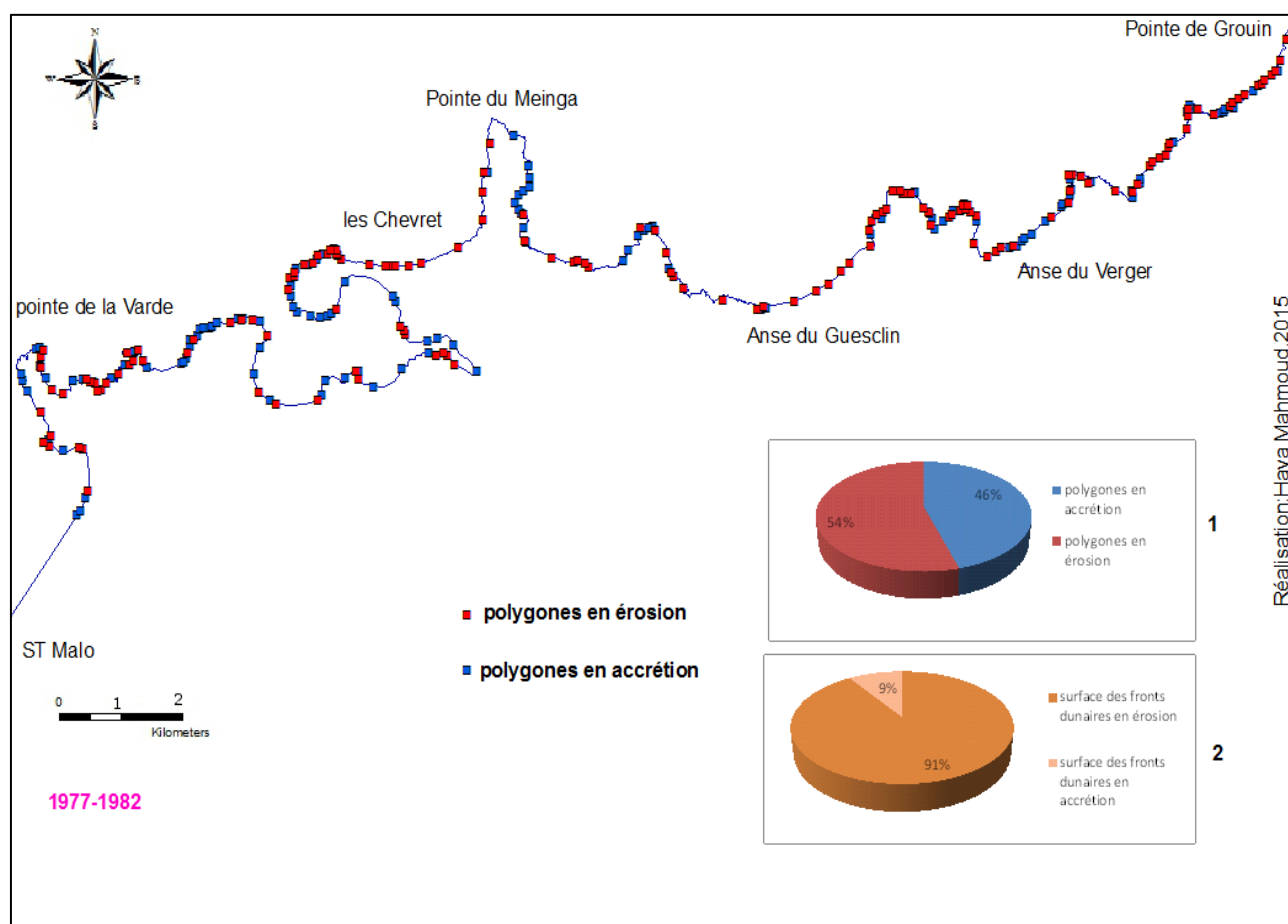 Pointe de Grouin
N
W
E
S
Pointe du Meinga
les Chevret
pointe de la Varde
Anse du Verger
Anse du Guesclin
Réalisation:Haya Mahmoud.2015
46%
54%
polygones en
accrétion
polygones en
érosion
1
polygones en érosion
polygones en accrétion
ST Malo
0 1 2
Kilometers
9%
91%
surface des fronts
dunaires en érosion
surface des fronts
dunaires en
accrétion
2
1977-1982